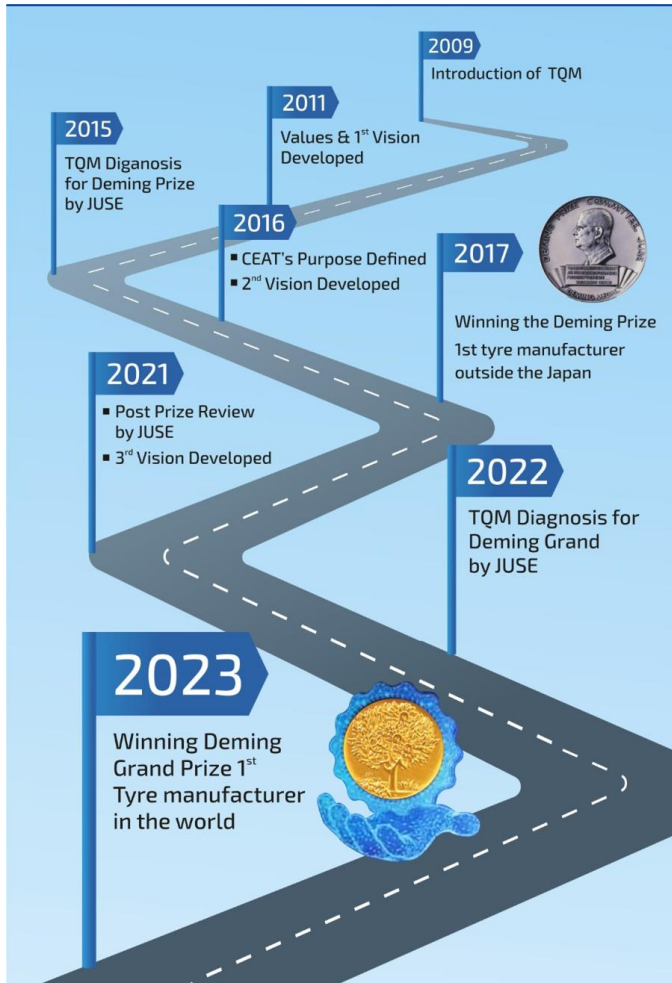 2009
Introduction of TQM
2011
Values & 1st Vision
Developed
2015
TQM Diganosis
for Deming Prize
by JUSE
2016
▪ CEAT's Purpose Defined
▪ 2nd Vision Developed
2017
Winning the Deming Prize
1st tyre manufacturer
outside the Japan
2021
▪ Post Prize Review
by JUSE
▪ 3rd Vision Developed
2022
TQM Diagnosis for
Deming Grand
by JUSE
2023
Winning Deming
Grand Prize 1st
Tyre manufacturer
in the world